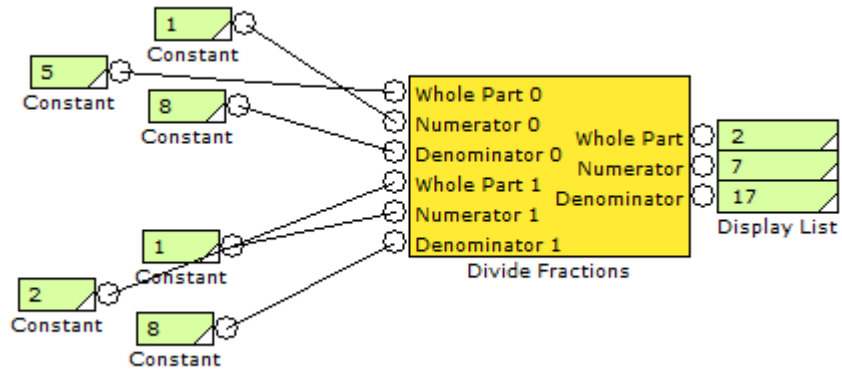 1
Constant
5
Constant
8
Constant
Whole Part 0
Numerator 0
Denominator 0
Whole Part 1
Numerator 1
Denominator 1
Whole Part
Numerator
Denominator
Divide Fractions
2
7
17
Display List
1
Constant
2
Constant
8
Constant